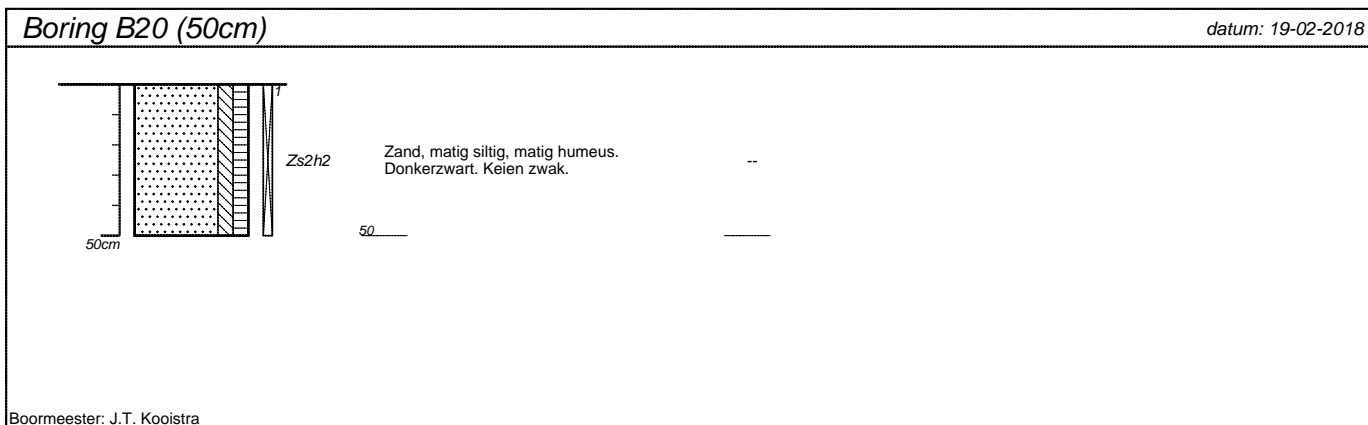 Boring B20 (50cm)
datum: 19-02-2018
1
Zs2h2
Zand, matig siltig, matig humeus.
Donkerzwart. Keien zwak.
--
50cm
50
Boormeester: J.T. Kooistra